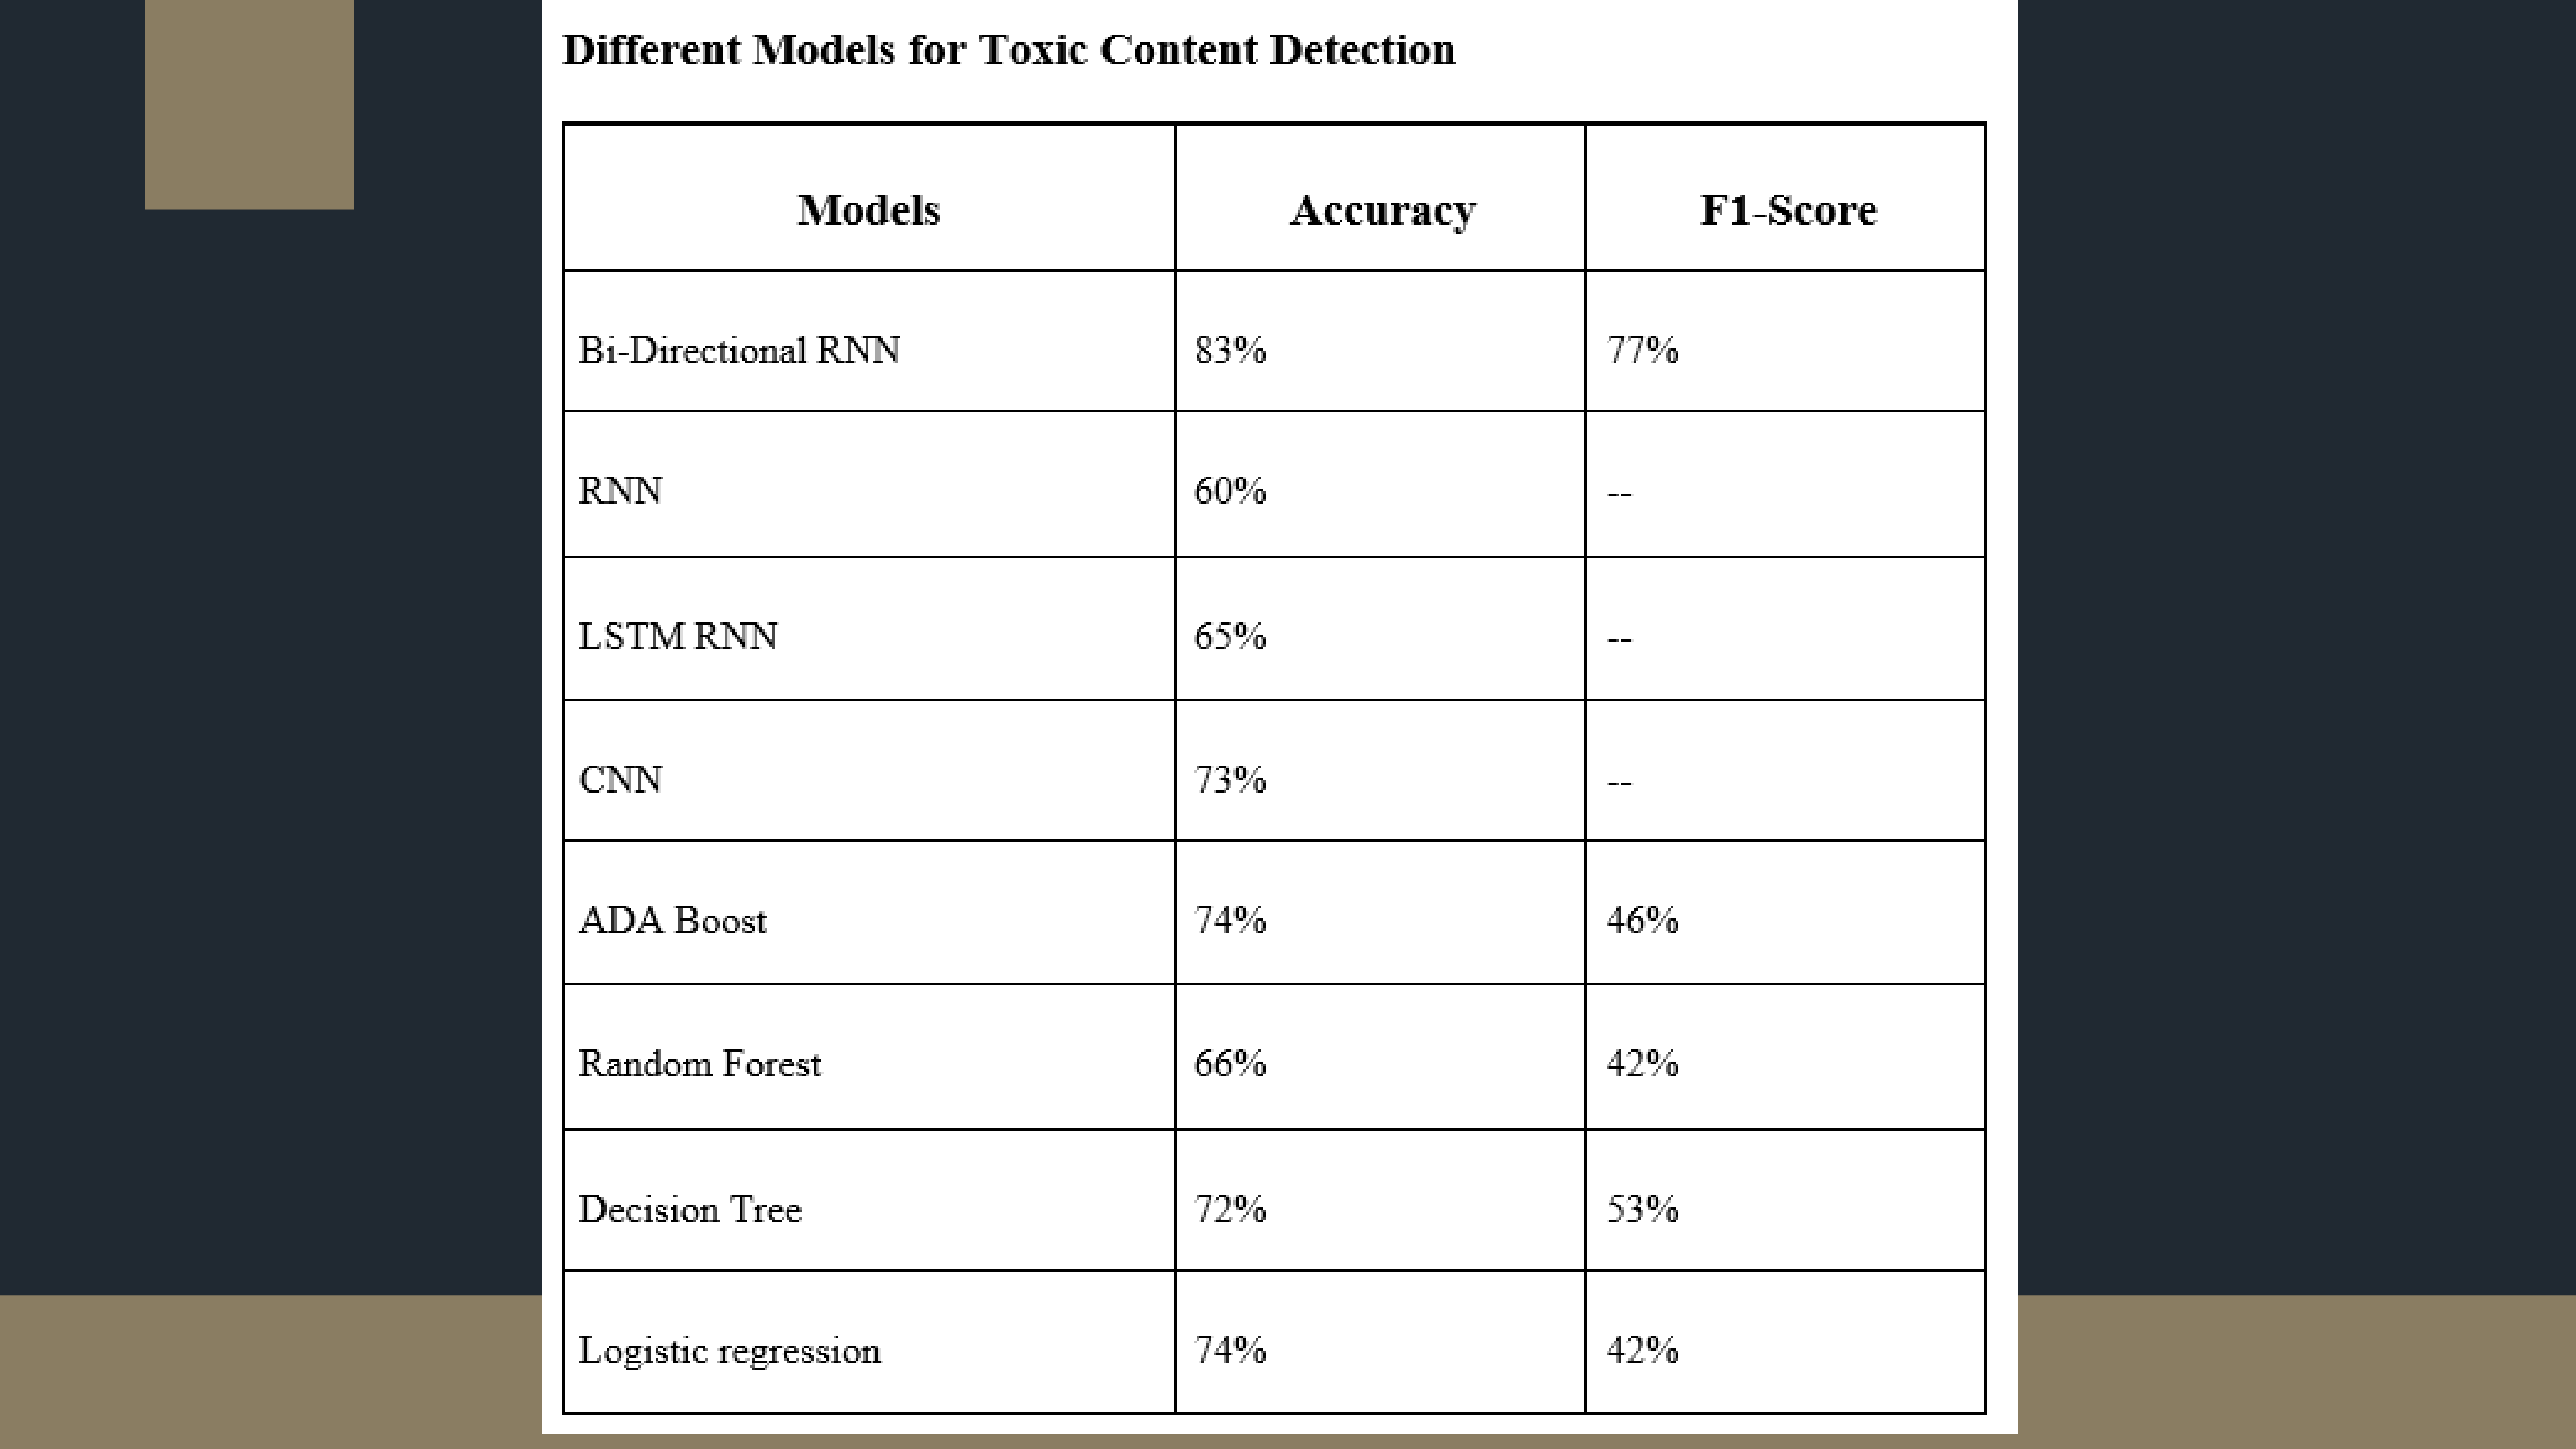 Different Models for Toxic Content Detection
Models Accuracy F1-Score
Bi-Directional RNN 83% 77%
RNN 60% --
LSTM RNN 65% --
CNN 73% --
ADA Boost 74% 46%
Random Forest 66% 42%
Decision Tree 72% 53%
Logistic regression 74% 42%